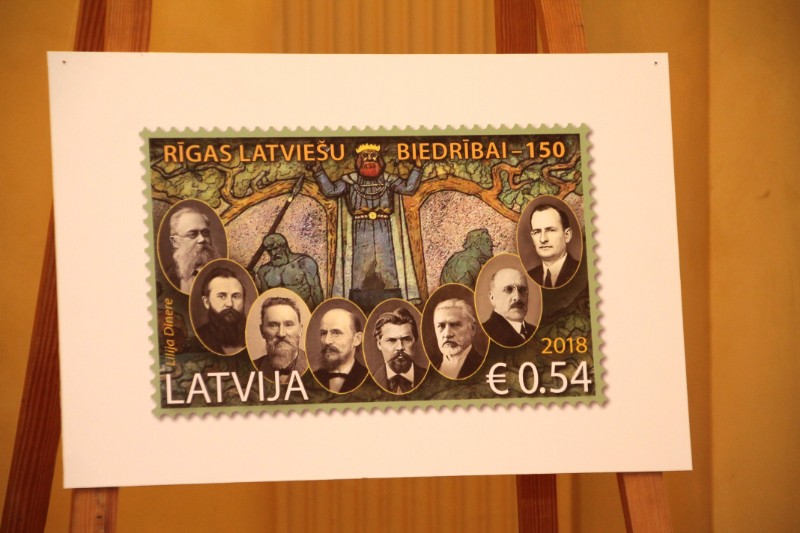 RĪGAS LATVIEŠU BIEDRĪBAI – 150
Lilija Dinere
2018
LATVIJA € 0.54